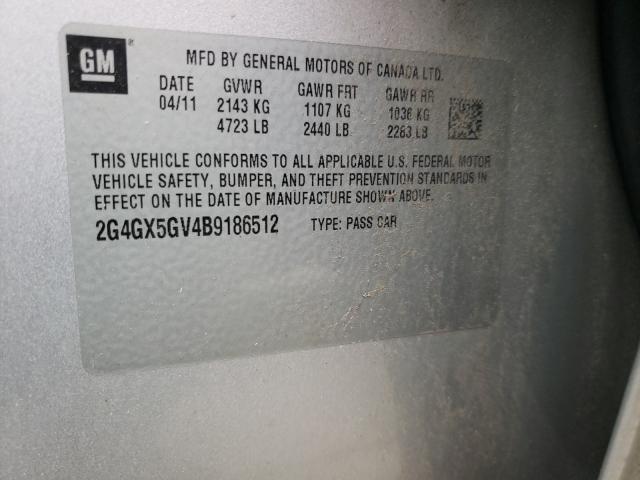 GM
MFD BY GENERAL MOTORS OF CANADA LTD.
DATE GVWR GAWR FRT GAWR RR
04/11 2143 KG 1107 KG 1036 KG
4723 LB 2440 LB 2283 LB
THIS VEHICLE CONFORMS TO ALL APPLICABLE U.S. FEDERAL MOTOR
VEHICLE SAFETY, BUMPER, AND THEFT PREVENTION STANDARDS IN
EFFECT ON THE DATE OF MANUFACTURE SHOWN ABOVE.
2G4GX5GV4B9186512 TYPE: PASS CAR